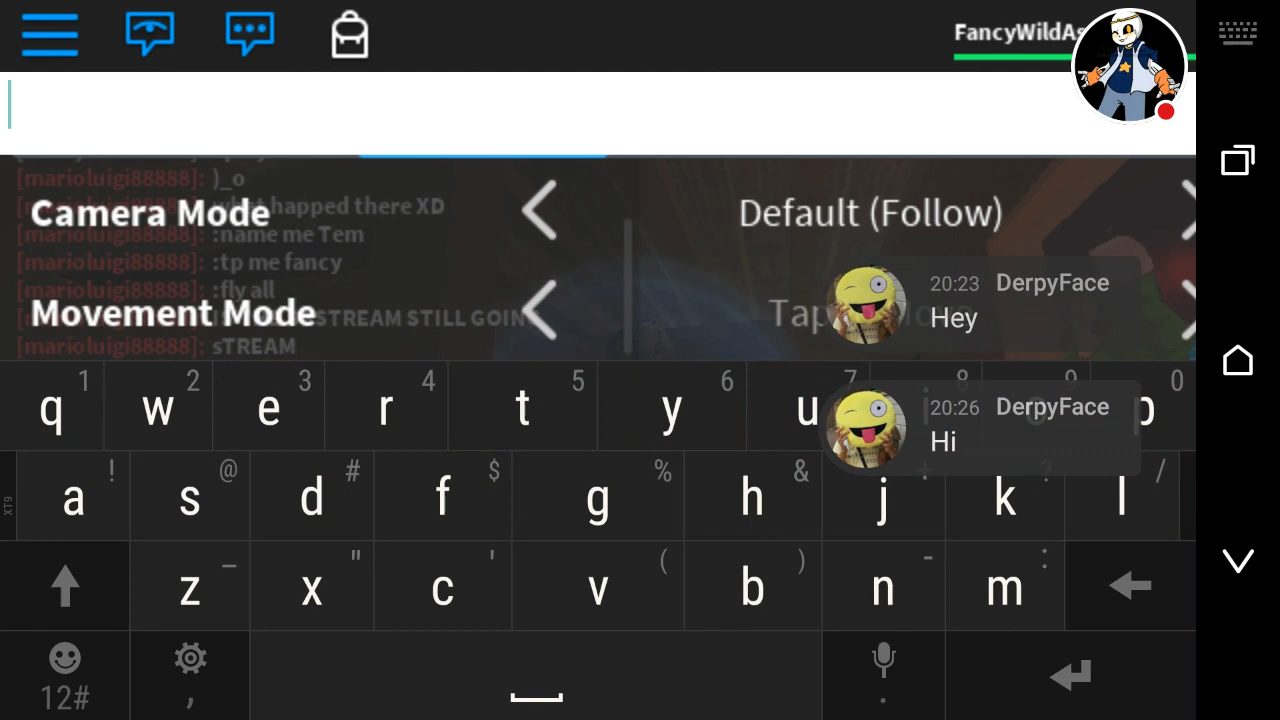 FancyWildAs
[marioluigi88888]: )_o
happed there XD
Camera Mode
Default (Follow)
[marioluigi88888]: :name me Tem
[marioluigi88888]: :tp me fancy
[marioluigi88888]: :fly all
Movement Mode
STREAM STILL GOIN
Tap
[marioluigi88888]: sTREAM
20:23 DerpyFace
Hey
20:26 DerpyFace
Hi
1 2 3 4 5 6 7 8 9 0
q w e r t y u i o p
! @ # $ % & + ? /
XT9
a s d f g h j k l
_ " ' ( ) - :
z x c v b n m
12# , .